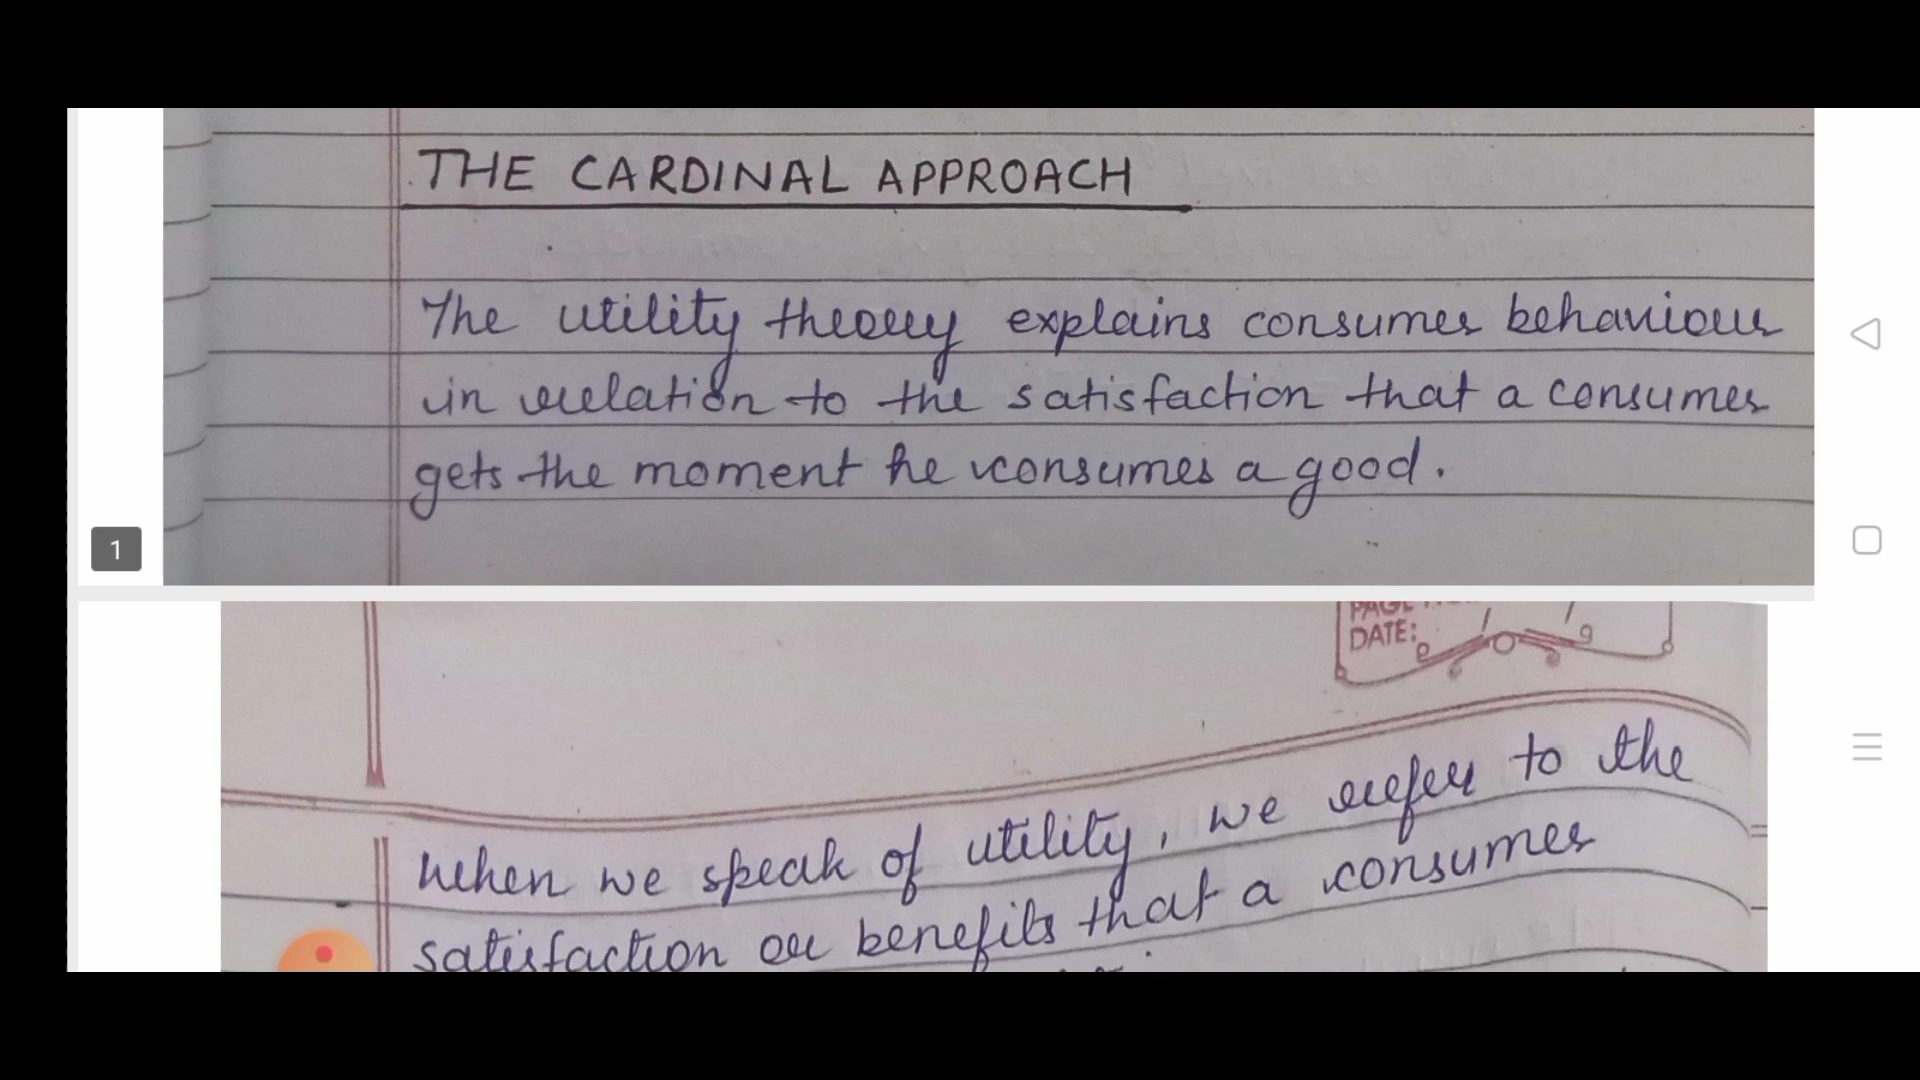 THE CARDINAL APPROACH
The utility theory explains consumer behaviour
in relation to the satisfaction that a consumer
gets the moment he consumes a good.
1
DATE:
When we speak of utility, we refer to the
satisfaction or benefits that a consumer